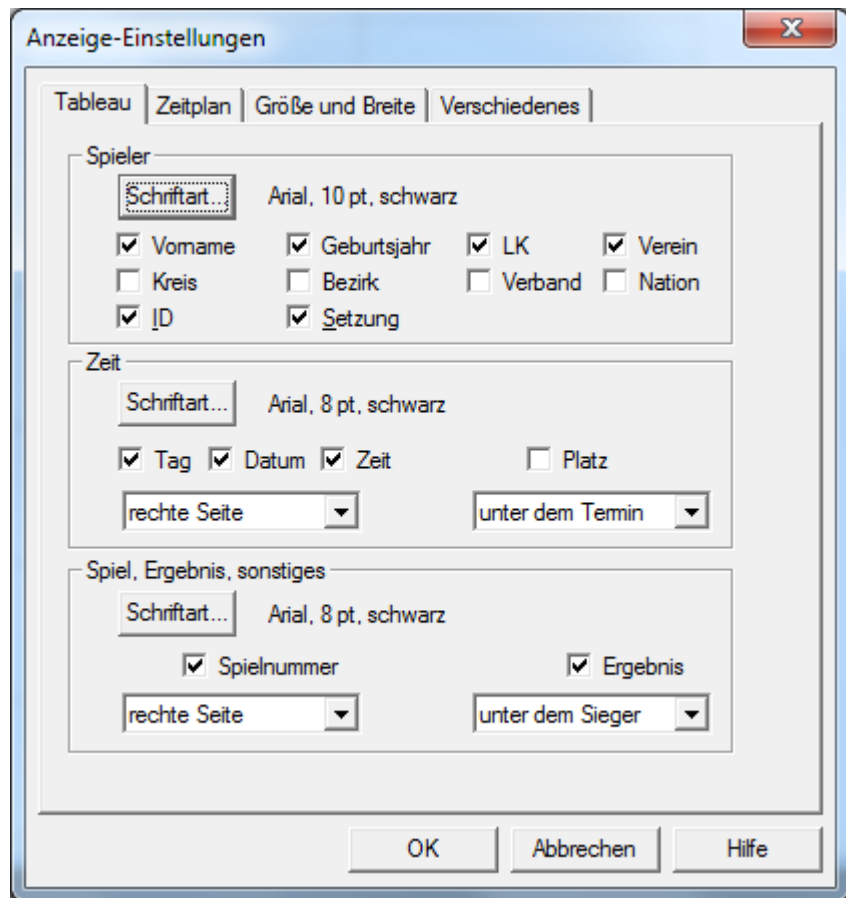 Anzeige-Einstellungen
Tableau Zeitplan Größe und Breite Verschiedenes
Spieler
Schriftart... Arial, 10 pt, schwarz
Vorname Geburtsjahr LK Verein
Kreis Bezirk Verband Nation
ID Setzung
Zeit
Schriftart... Arial, 8 pt, schwarz
Tag Datum Zeit Platz
rechte Seite unter dem Termin
Spiel, Ergebnis, sonstiges
Schriftart... Arial, 8 pt, schwarz
Spielnummer Ergebnis
rechte Seite unter dem Sieger
OK Abbrechen Hilfe